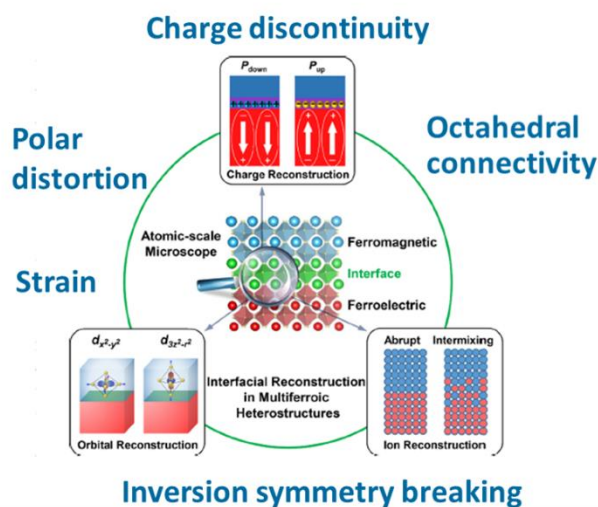 Charge discontinuity
P_down P_up
Charge Reconstruction
Polar
distortion
Octahedral
connectivity
Atomic-scale
Microscope
Ferromagnetic
Interface
Ferroelectric
Strain
d_x²-y² d_3z²-r²
Orbital Reconstruction
Interfacial Reconstruction
in Multiferroic
Heterostructures
Abrupt Intermixing
Ion Reconstruction
Inversion symmetry breaking